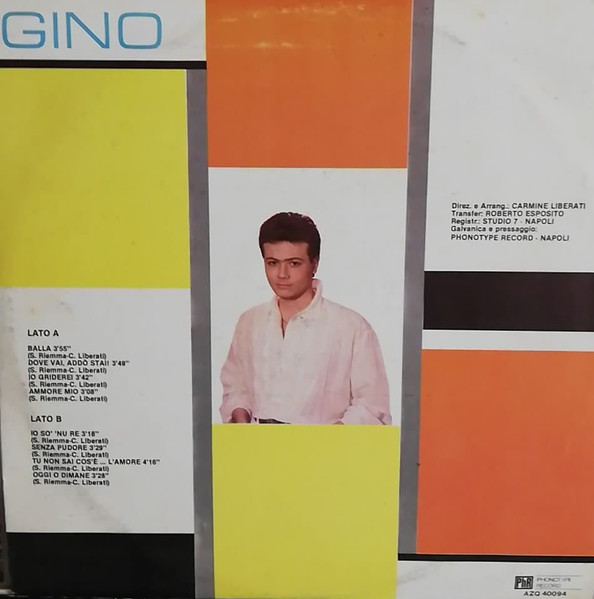 GINO
Direz. e Arrang.: CARMINE LIBERATI
Transfer: ROBERTO ESPOSITO
Registr.: STUDIO 7 - NAPOLI
Galvanica e pressaggio:
PHONOTYPE RECORD - NAPOLI
LATO A
BALLA 3'55"
(S. Riemma-C. Liberati)
DOVE VAI, ADDÒ STAI! 3'48"
(S. Riemma-C. Liberati)
IO GRIDEREI 3'42"
(S. Riemma-C. Liberati)
AMMORE MIO 3'08"
(S. Riemma-C. Liberati)
LATO B
IO SO' 'NU RE 3'18"
(S. Riemma-C. Liberati)
SENZA PUDORE 3'29"
(S. Riemma-C. Liberati)
TU NON SAI COS'È ... L'AMORE 4'16"
(S. Riemma-C. Liberati)
OGGI O DIMANE 3'28"
(S. Riemma-C. Liberati)
PhR PHONOTYPE
RECORD
AZQ 40094